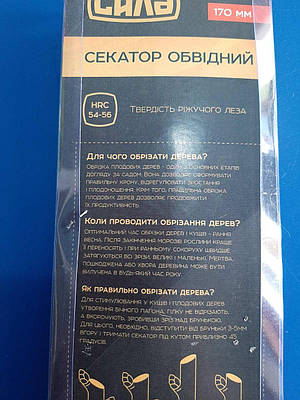 СИЛА
170 ММ
СЕКАТОР ОБВІДНИЙ
HRC
54-56
ТВЕРДІСТЬ РІЖУЧОГО ЛЕЗА
ДЛЯ ЧОГО ОБРІЗАТИ ДЕРЕВА?
ОБРІЗКА ПЛОДОВИХ ДЕРЕВ - ОДИН З ОСНОВНИХ ЕТАПІВ
ДОГЛЯДУ ЗА САДОМ. ВОНА ДОЗВОЛЯЄ СФОРМУВАТИ
ПРАВИЛЬНУ КРОНУ, ВІДРЕГУЛЮВАТИ ЗРОСТАННЯ
І ПЛОДОНОШЕННЯ. КРІМ ТОГО, ПРАВИЛЬНА ОБРІЗКА
ПЛОДОВИХ ДЕРЕВ ДОЗВОЛЯЄ ПРОДОВЖИТИ
ЇХ ПРОДУКТИВНІСТЬ.
КОЛИ ПРОВОДИТИ ОБРІЗАННЯ ДЕРЕВ?
ОПТИМАЛЬНИЙ ЧАС ОБРІЗКИ ДЕРЕВ І КУЩІВ - РАННЯ
ВЕСНА. ПІСЛЯ ЗАКІНЧЕННЯ МОРОЗІВ РОСЛИНИ КРАЩЕ
ЇЇ ПЕРЕНОСЯТЬ І ПРИ РАННЬОМУ СОКОРУСІ ШВИДШЕ
ЗАТЯГУЮТЬСЯ ВСІ ЗРІЗИ, ВЕЛИКІ І МАЛЕНЬКІ. МЕРТВА,
ПОШКОДЖЕНА АБО ХВОРА ДЕРЕВИНА МОЖЕ БУТИ
ВИЛУЧЕНА В БУДЬ-ЯКИЙ ЧАС РОКУ.
ЯК ПРАВИЛЬНО ОБРІЗАТИ ДЕРЕВА?
ДЛЯ СТИМУЛЮВАННЯ У КУЩІВ І ПЛОДОВИХ ДЕРЕВ
УТВОРЕННЯ БІЧНОГО ПАГОНА, ГІЛКУ НЕ ВІДРІЗАЮТЬ,
А ВКОРОЧУЮТЬ, ЗРОБИВШИ ЗРІЗ НАД БРУНЬКОЮ.
ДЛЯ ЦЬОГО, НЕОБХІДНО, ВІДСТУПИТИ ВІД БРУНЬКИ 3-5ММ
ВГОРУ І ТРИМАТИ СЕКАТОР ПІД КУТОМ ПРИБЛИЗНО 45
ГРАДУСІВ.